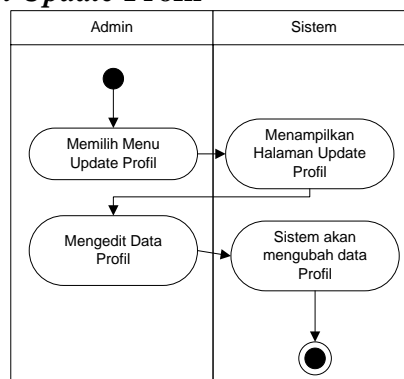 Update Profil
Admin
Sistem
Memilih Menu
Update Profil
Menampilkan
Halaman Update
Profil
Mengedit Data
Profil
Sistem akan
mengubah data
Profil